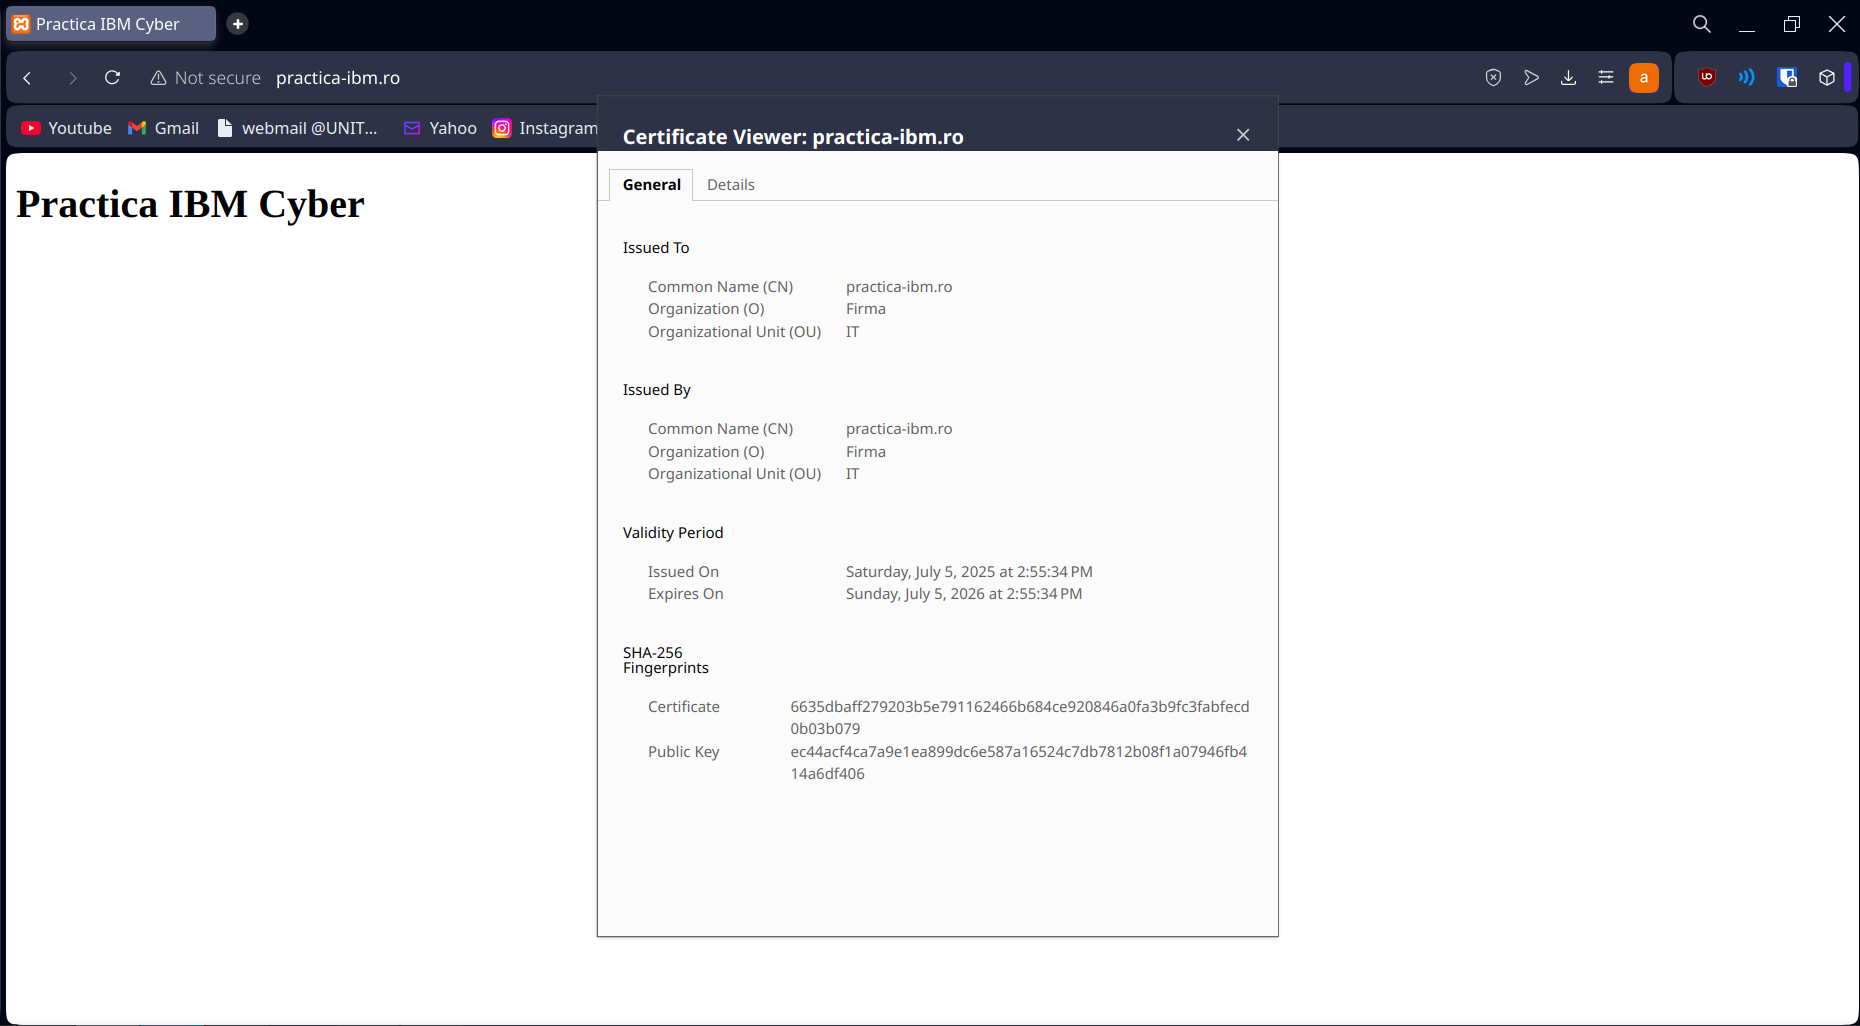 Practica IBM Cyber
Not secure practica-ibm.ro
a
Youtube Gmail webmail @UNIT... Yahoo Instagram
Certificate Viewer: practica-ibm.ro
General Details
Practica IBM Cyber
Issued To
Common Name (CN) practica-ibm.ro
Organization (O) Firma
Organizational Unit (OU) IT
Issued By
Common Name (CN) practica-ibm.ro
Organization (O) Firma
Organizational Unit (OU) IT
Validity Period
Issued On Saturday, July 5, 2025 at 2:55:34 PM
Expires On Sunday, July 5, 2026 at 2:55:34 PM
SHA-256
Fingerprints
Certificate 6635dbaff279203b5e791162466b684ce920846a0fa3b9fc3fabfecd
0b03b079
Public Key ec44acf4ca7a9e1ea899dc6e587a16524c7db7812b08f1a07946fb4
14a6df406